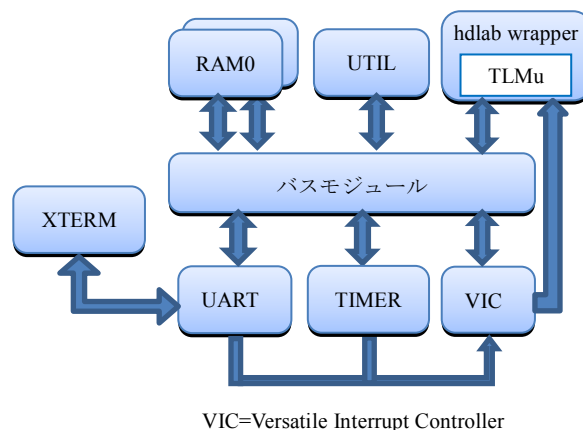 hdlab wrapper
RAM0
UTIL
TLMu
バスモジュール
XTERM
UART
TIMER
VIC
VIC=Versatile Interrupt Controller